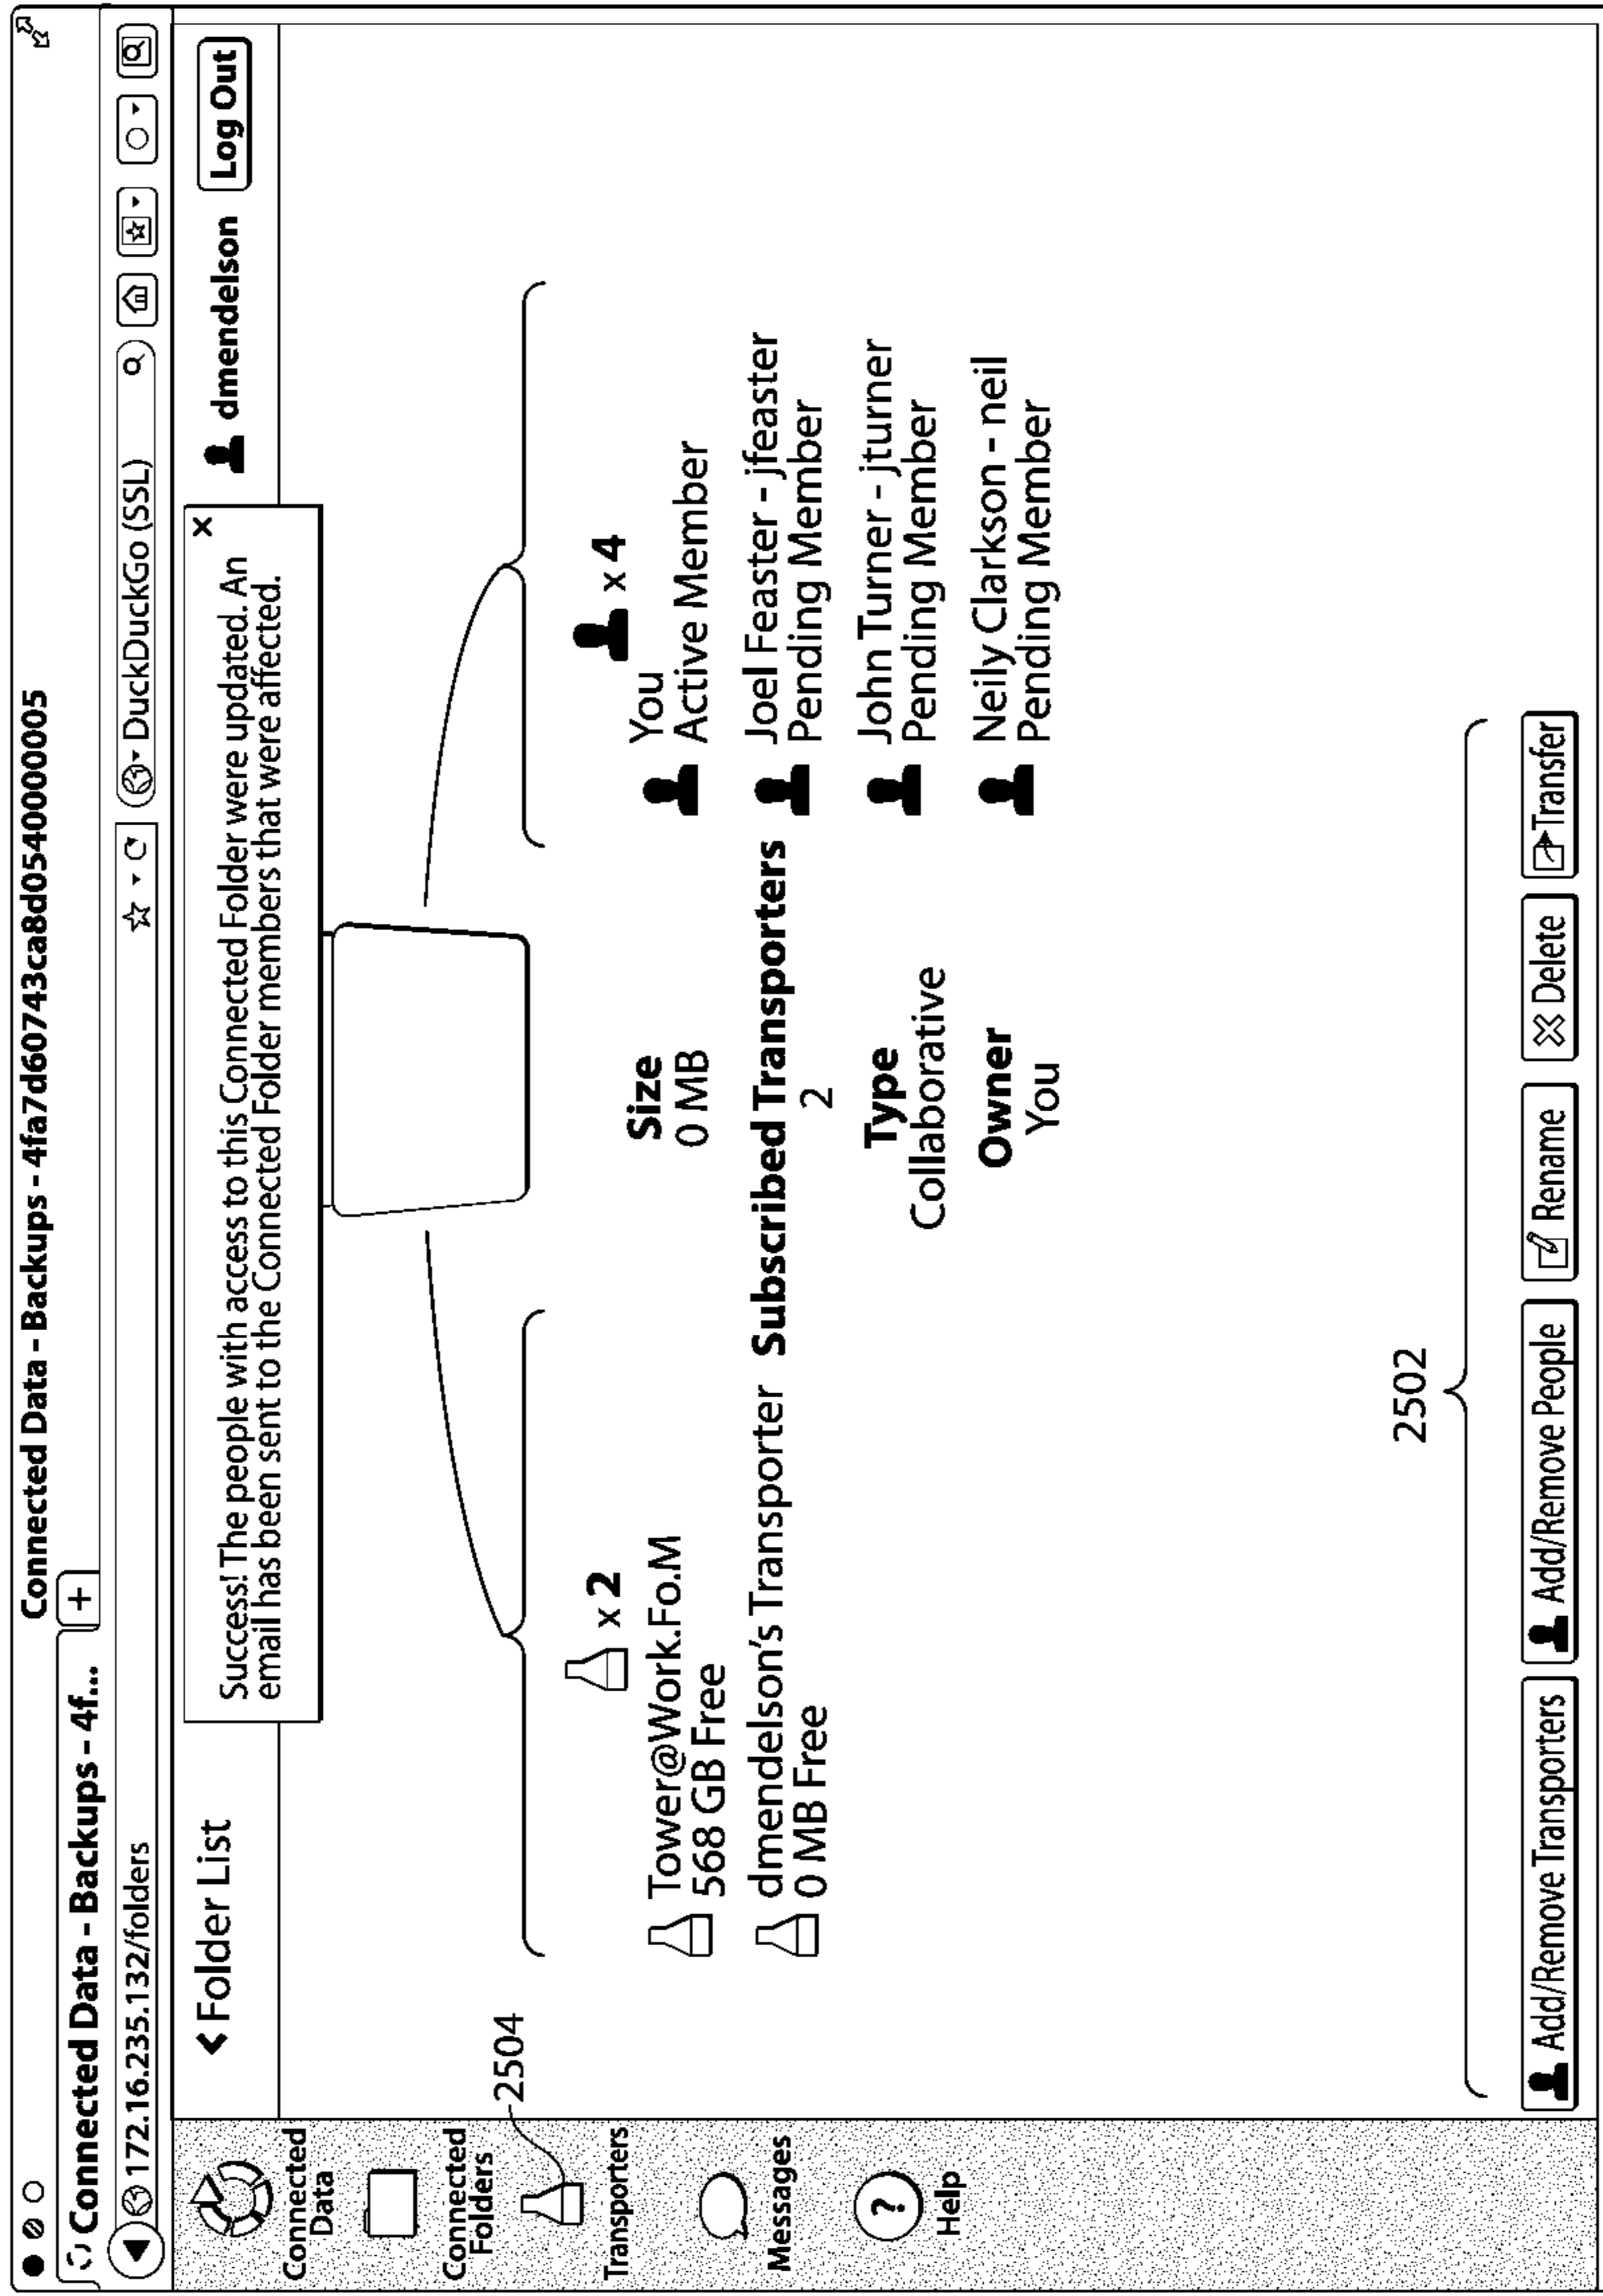 Connected Data - Backups - 4fa7d60743ca8d0540000005
Connected Data - Backups - 4f...
+
172.16.235.132/folders
DuckDuckGo (SSL)
Folder List
Success! The people with access to this Connected Folder were updated. An
email has been sent to the Connected Folder members that were affected.
x
dmendelson
Log Out
Connected
Data
Connected
Folders
2504
Transporters
Messages
?
Help
x 2
Tower@Work.Fo.M
568 GB Free
dmendelson's Transporter
0 MB Free
Size
0 MB
Subscribed Transporters
2
Type
Collaborative
Owner
You
x 4
You
Active Member
Joel Feaster - jfeaster
Pending Member
John Turner - jturner
Pending Member
Neily Clarkson - neil
Pending Member
2502
Add/Remove Transporters
Add/Remove People
Rename
Delete
Transfer